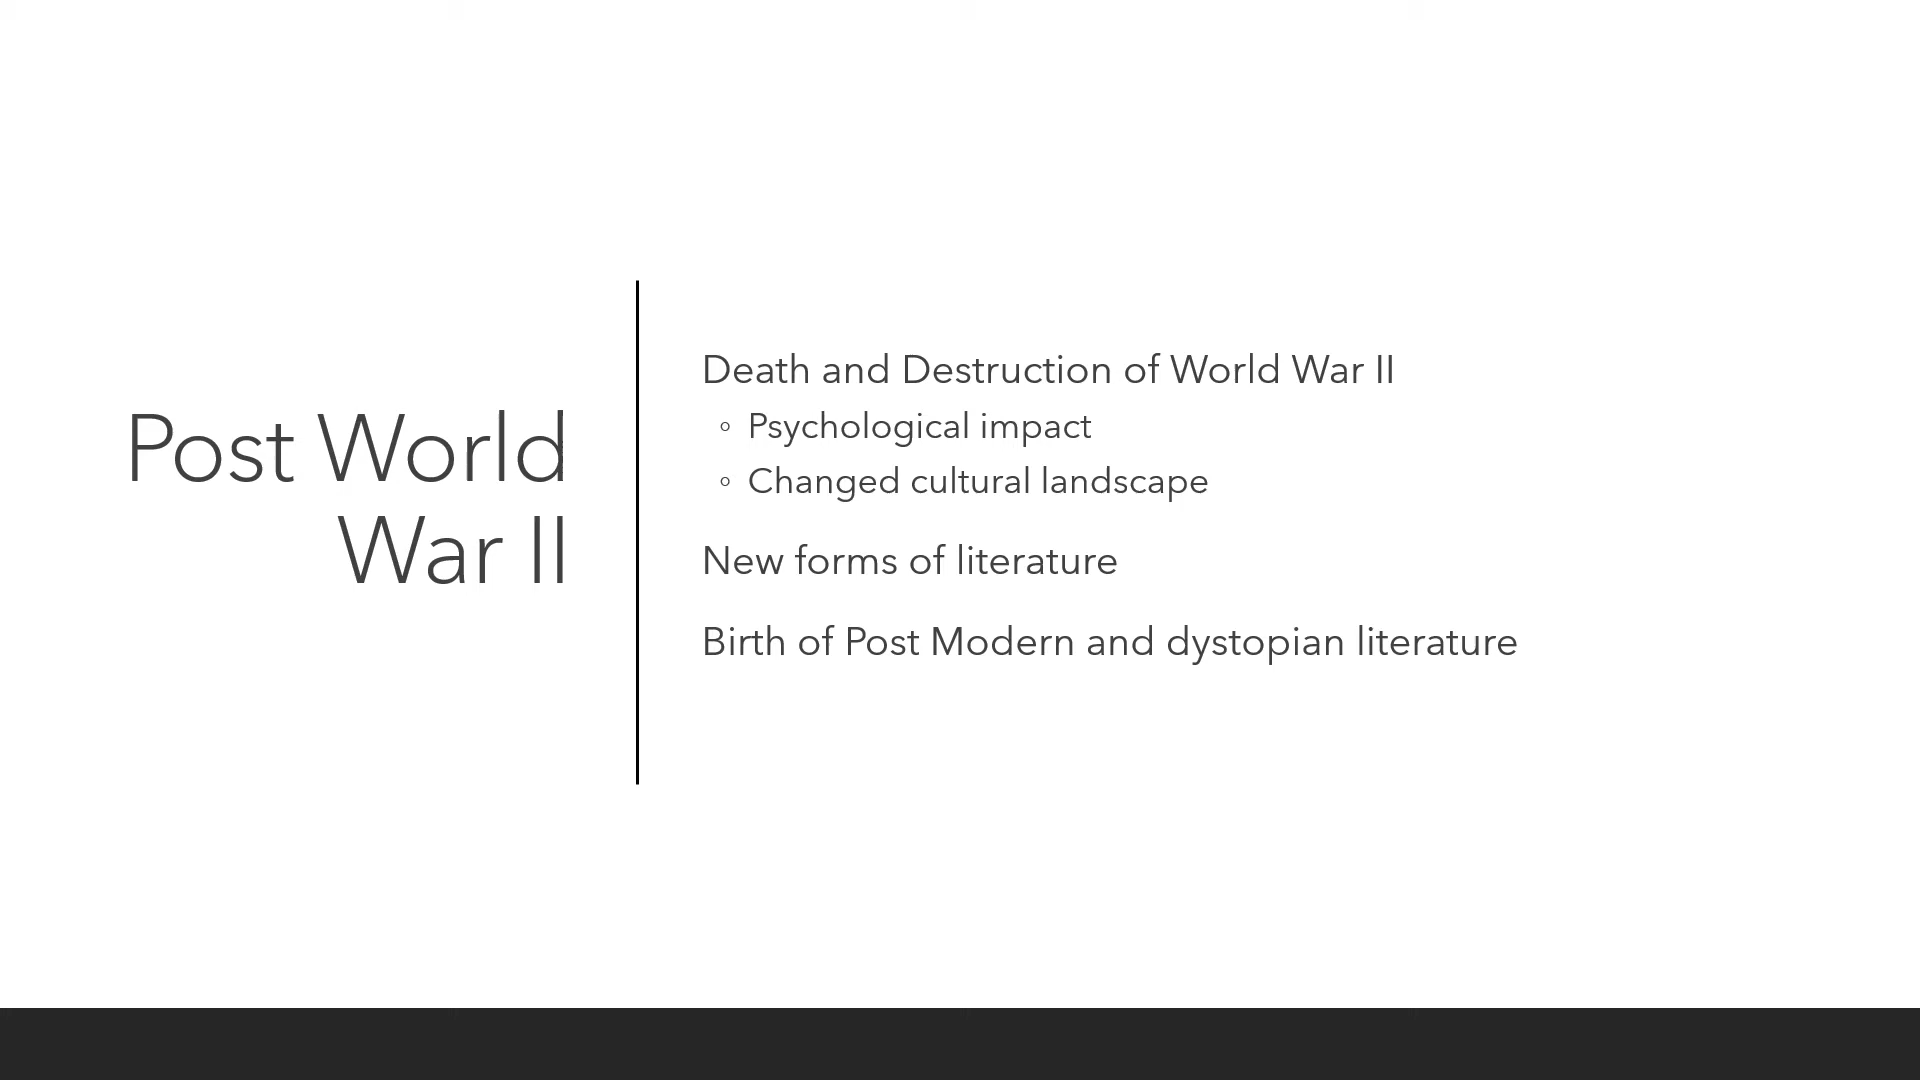 Post World
War II
Death and Destruction of World War II
◦ Psychological impact
◦ Changed cultural landscape
New forms of literature
Birth of Post Modern and dystopian literature